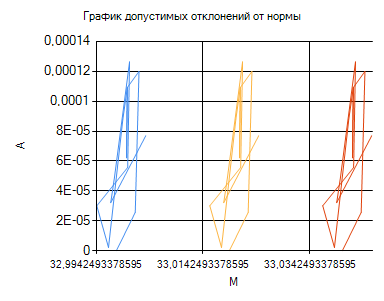 График допустимых отклонений от нормы
0,00014
0,00012
0,0001
8E-05
6E-05
4E-05
2E-05
0
A
32,9942493378595 33,0142493378595 33,0342493378595
M